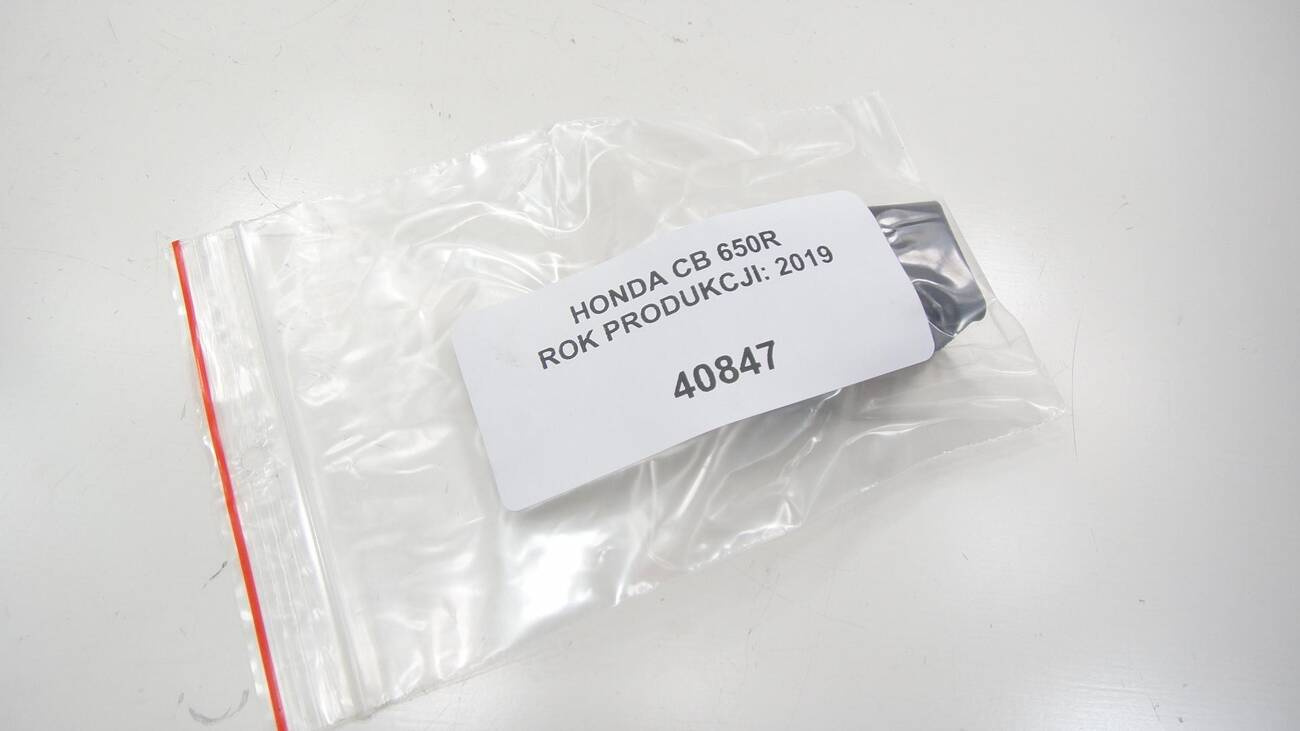 HONDA CB 650R
ROK PRODUKCJI: 2019
40847